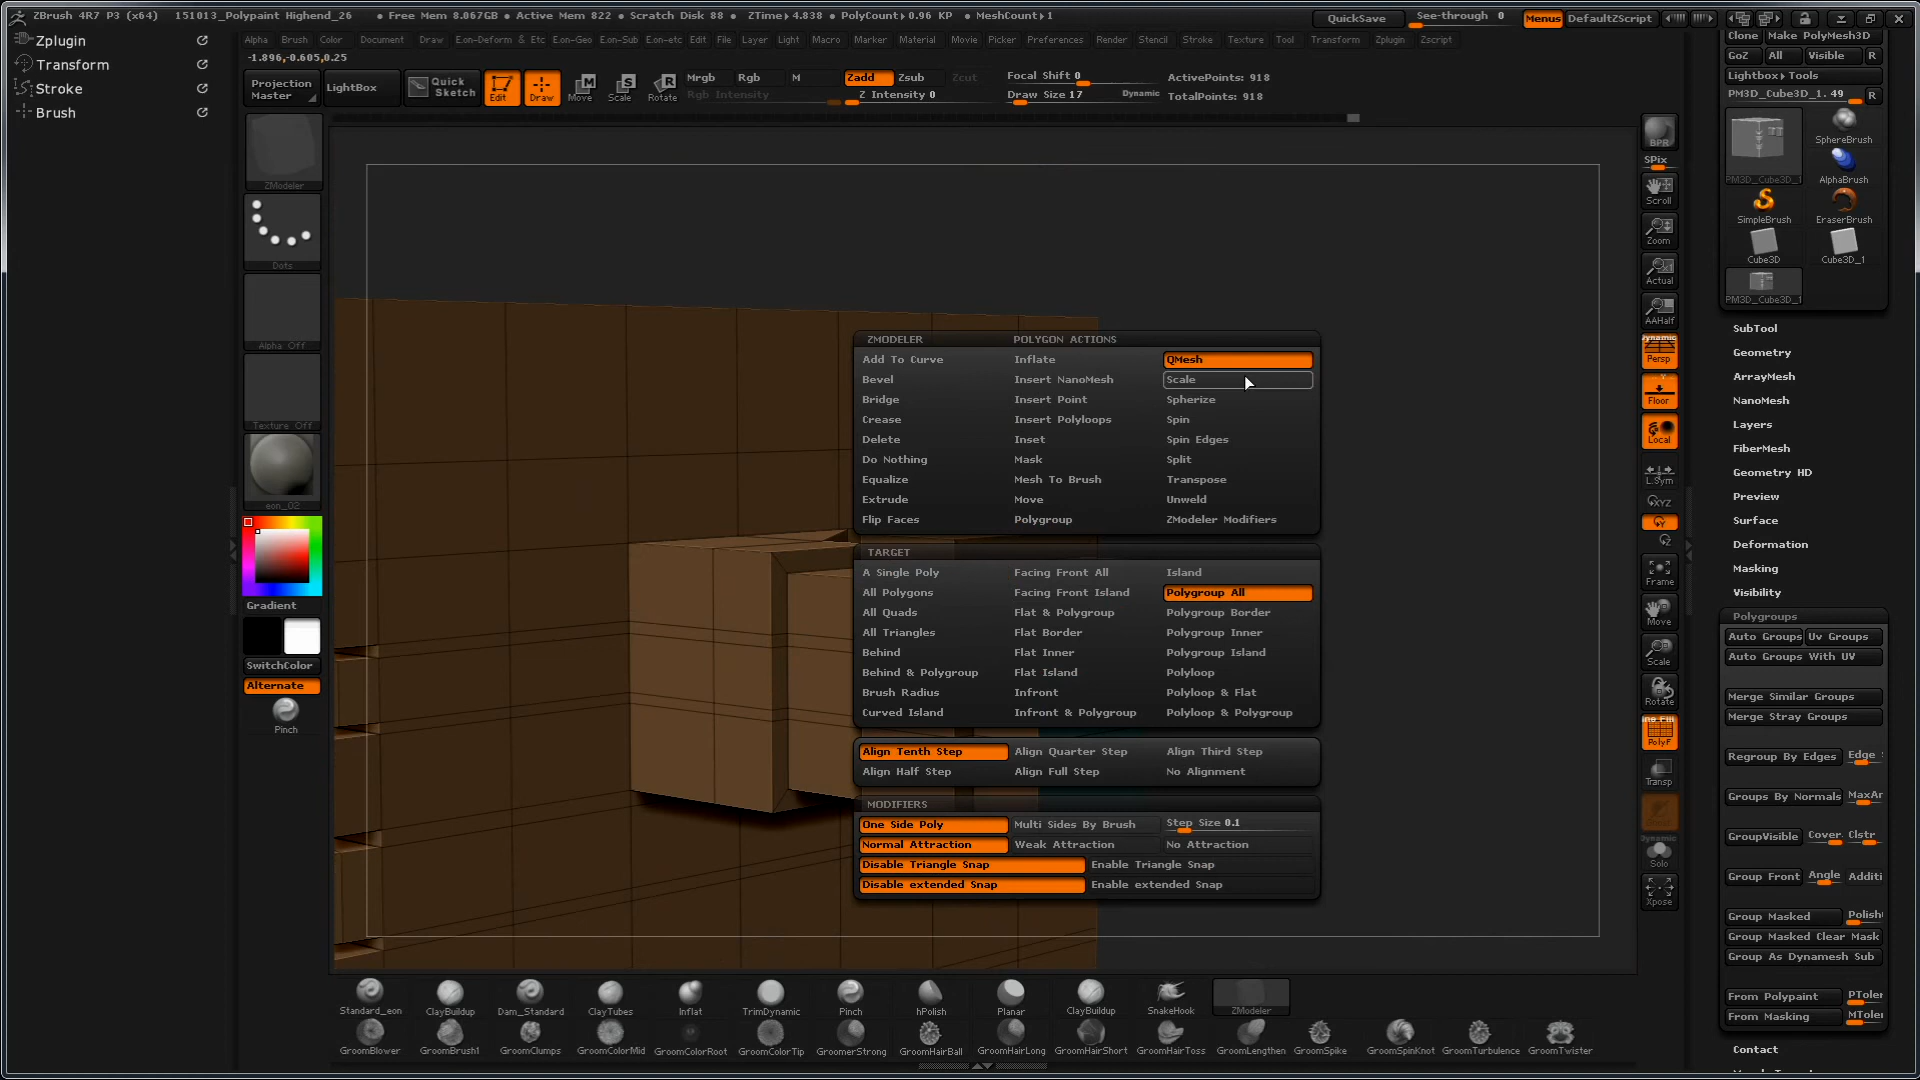 ZBrush 4R7 P3 (x64)    151013_Polypaint Highend_26    • Free Mem 8.067GB • Active Mem 822 • Scratch Disk 88 • ZTime▸4.838 • PolyCount▸0.96 KP • MeshCount▸1    QuickSave    See-through 0    Menus    DefaultZScript
Alpha Brush Color Document Draw E.on-Deform & Etc E.on-Geo E.on-Sub E.on-etc Edit File Layer Light Macro Marker Material Movie Picker Preferences Render Stencil Stroke Texture Tool Transform Zplugin Zscript
-1.896,-0.605,0.25
Zplugin
Transform
Stroke
Brush
Projection Master
LightBox
Quick Sketch
Edit
Draw
Move
Scale
Rotate
Mrgb Rgb M Zadd Zsub Zcut
Rgb Intensity Z Intensity 0
Focal Shift 0
Draw Size 17 Dynamic
ActivePoints: 918
TotalPoints: 918
ZModeler
Dots
Alpha Off
Texture Off
eon_02
Gradient
SwitchColor
Alternate
Pinch
ZMODELER POLYGON ACTIONS
Add To Curve Inflate QMesh
Bevel Insert NanoMesh Scale
Bridge Insert Point Spherize
Crease Insert Polyloops Spin
Delete Inset Spin Edges
Do Nothing Mask Split
Equalize Mesh To Brush Transpose
Extrude Move Unweld
Flip Faces Polygroup ZModeler Modifiers
TARGET
A Single Poly Facing Front All Island
All Polygons Facing Front Island Polygroup All
All Quads Flat & Polygroup Polygroup Border
All Triangles Flat Border Polygroup Inner
Behind Flat Inner Polygroup Island
Behind & Polygroup Flat Island Polyloop
Brush Radius Infront Polyloop & Flat
Curved Island Infront & Polygroup Polyloop & Polygroup
Align Tenth Step Align Quarter Step Align Third Step
Align Half Step Align Full Step No Alignment
MODIFIERS
One Side Poly Multi Sides By Brush Step Size 0.1
Normal Attraction Weak Attraction No Attraction
Disable Triangle Snap Enable Triangle Snap
Disable extended Snap Enable extended Snap
BPR
SPix
Scroll
Zoom
Actual
AAHalf
Dynamic
Persp
Floor
Local
L.Sym
XYZ
Y
Z
Frame
Move
Scale
Rotate
Line Fill
PolyF
Transp
Dynamic
Solo
Xpose
Clone Make PolyMesh3D
GoZ All Visible R
Lightbox▸Tools
PM3D_Cube3D_1. 49 R
PM3D_Cube3D_1
SphereBrush
AlphaBrush
SimpleBrush
EraserBrush
Cube3D
Cube3D_1
PM3D_Cube3D_1
SubTool
Geometry
ArrayMesh
NanoMesh
Layers
FiberMesh
Geometry HD
Preview
Surface
Deformation
Masking
Visibility
Polygroups
Auto Groups Uv Groups
Auto Groups With UV
Merge Similar Groups
Merge Stray Groups
Regroup By Edges Edge
Groups By Normals MaxAn
GroupVisible Cover. Clstr
Group Front Angle Additi
Group Masked Polish
Group Masked Clear Mask
Group As Dynamesh Sub
From Polypaint PToler
From Masking MToler
Contact
Standard_eon ClayBuildup Dam_Standard ClayTubes Inflat TrimDynamic Pinch hPolish Planar ClayBuildup SnakeHook ZModeler
GroomBlower GroomBrush1 GroomClumps GroomColorMid GroomColorRoot GroomColorTip GroomerStrong GroomHairBall GroomHairLong GroomHairShort GroomHairToss GroomLengthen GroomSpike GroomSpinKnot GroomTurbulence GroomTwister